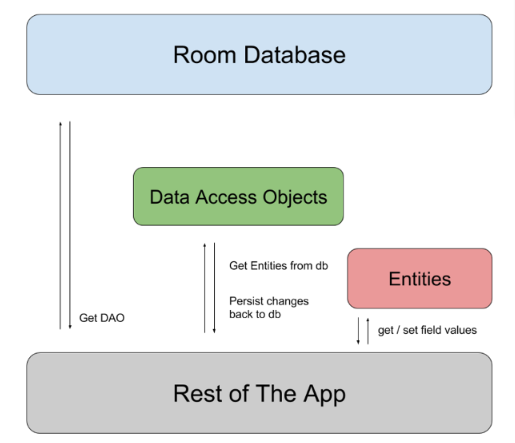 Room Database
Data Access Objects
Get Entities from db
Entities
Persist changes
back to db
Get DAO
get / set field values
Rest of The App